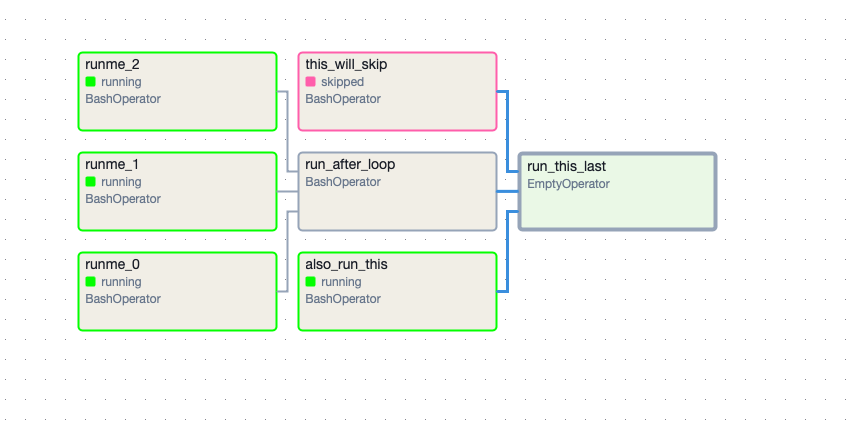 runme_2
running
BashOperator
this_will_skip
skipped
BashOperator
runme_1
running
BashOperator
run_after_loop
BashOperator
run_this_last
EmptyOperator
runme_0
running
BashOperator
also_run_this
running
BashOperator